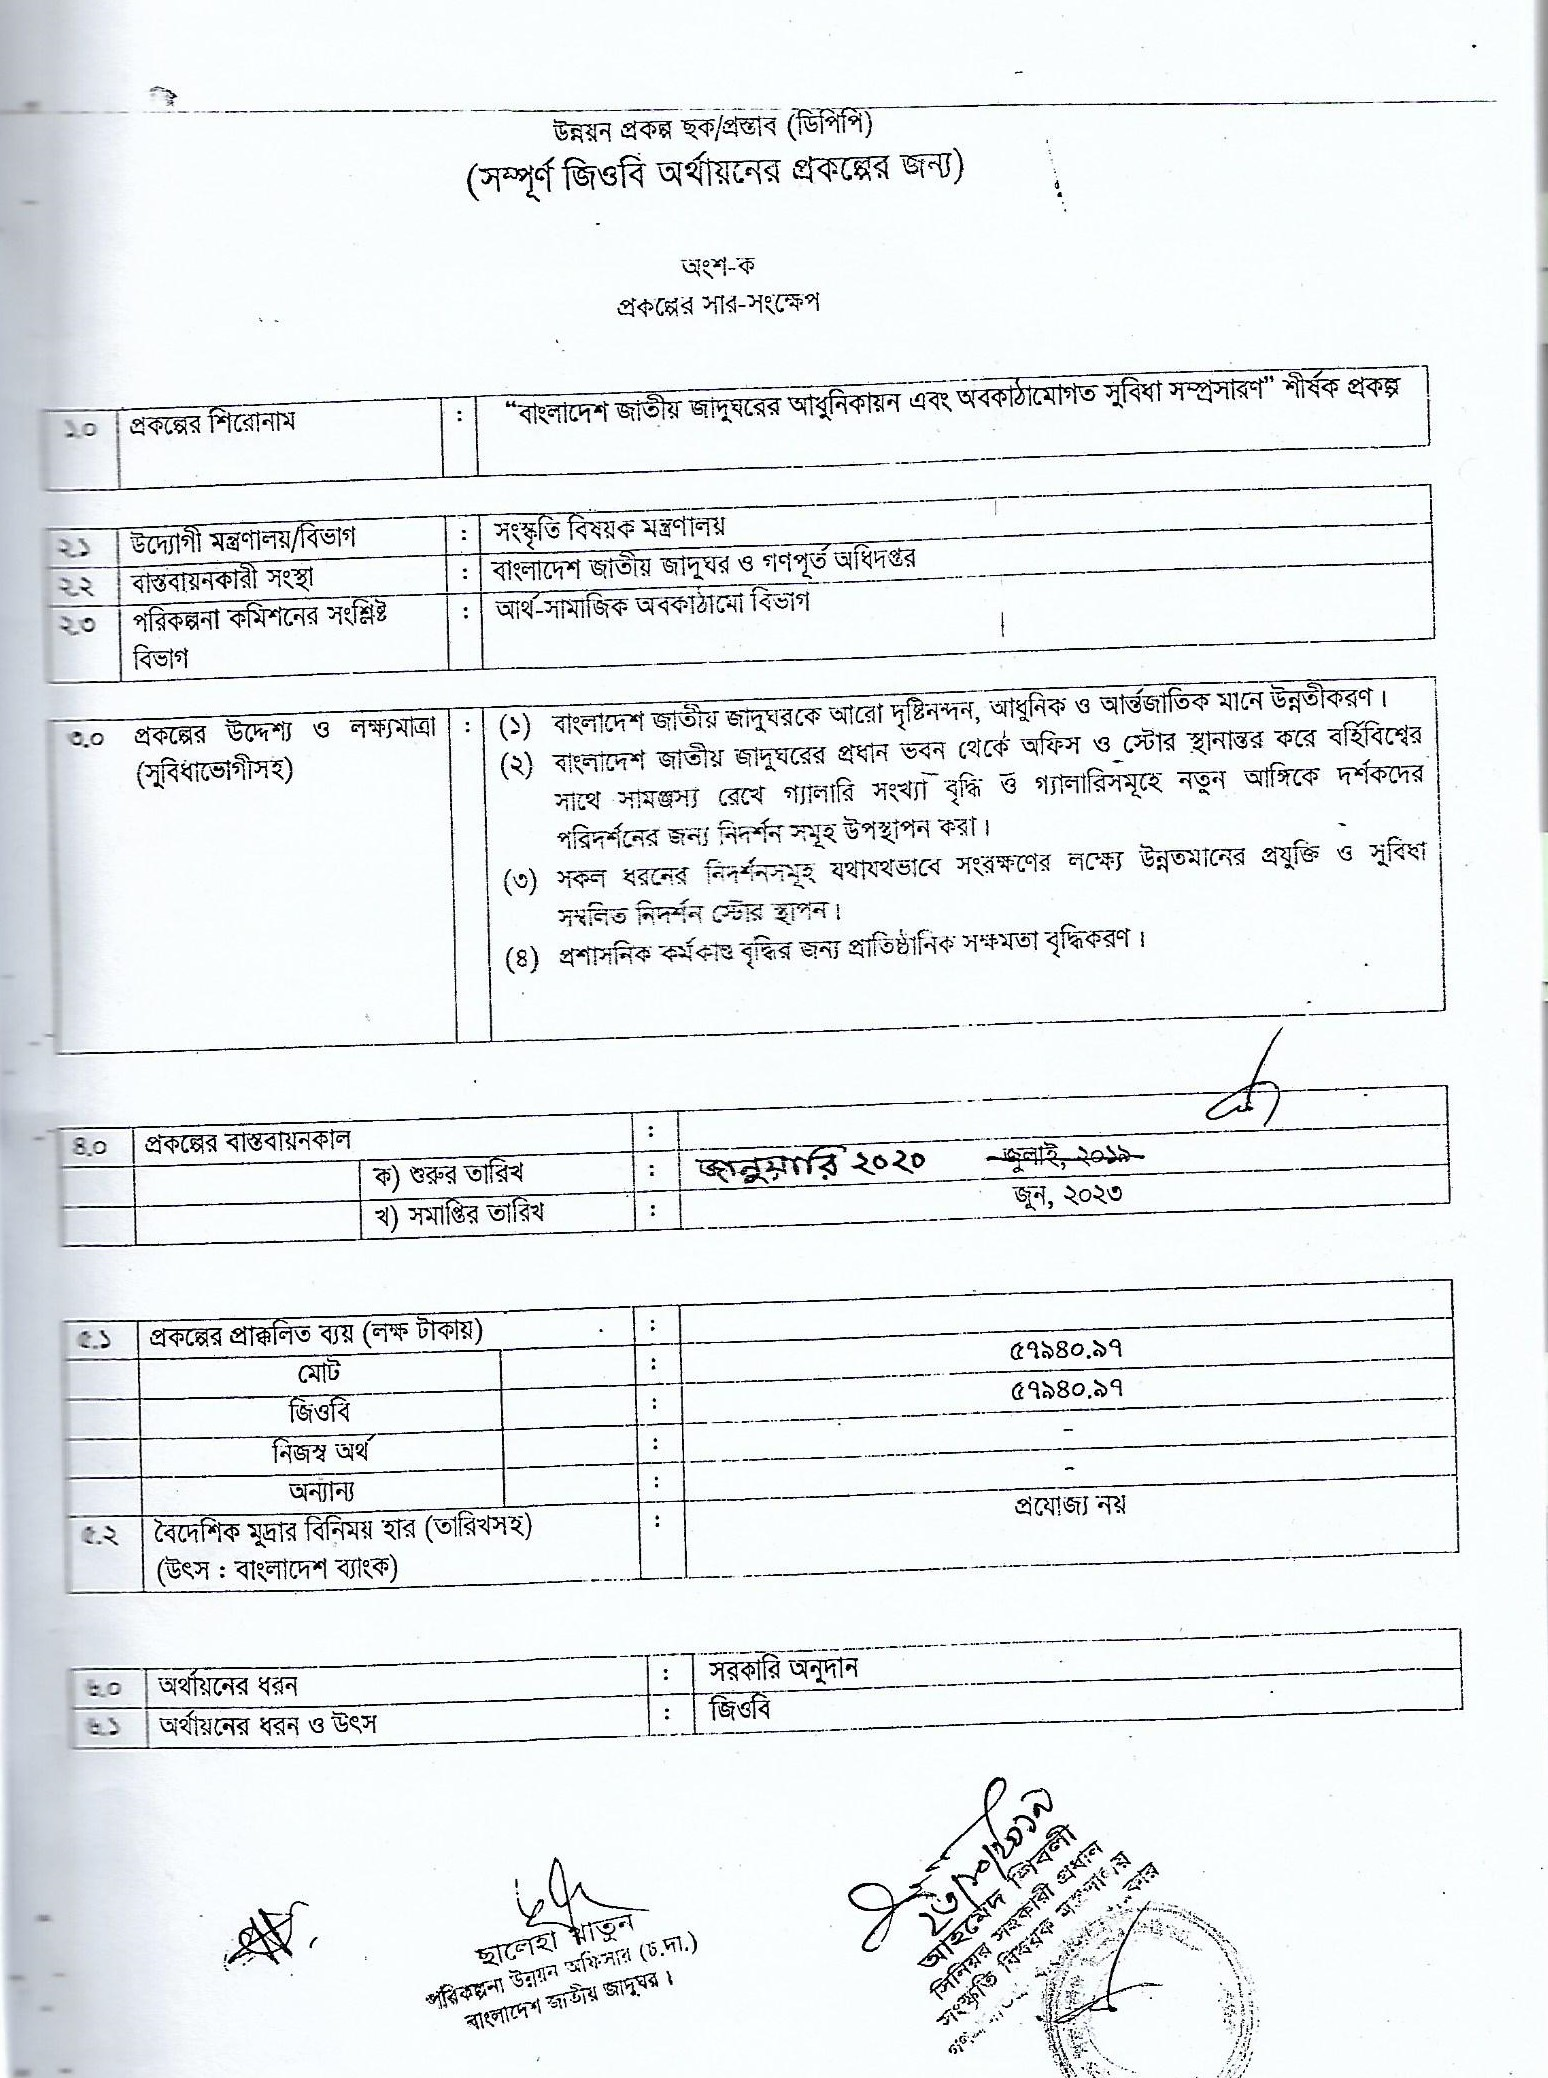 উন্নয়ন প্রকল্প ছক/প্রস্তাব (ডিপিপি)
(সম্পূর্ণ জিওবি অর্থায়নের প্রকল্পের জন্য)
অংশ-ক
প্রকল্পের সার-সংক্ষেপ
১.০ প্রকল্পের শিরোনাম : “বাংলাদেশ জাতীয় জাদুঘরের আধুনিকায়ন এবং অবকাঠামোগত সুবিধা সম্প্রসারণ” শীর্ষক প্রকল্প
২.১ উদ্যোগী মন্ত্রণালয়/বিভাগ : সংস্কৃতি বিষয়ক মন্ত্রণালয়
২.২ বাস্তবায়নকারী সংস্থা : বাংলাদেশ জাতীয় জাদুঘর ও গণপূর্ত অধিদপ্তর
২.৩ পরিকল্পনা কমিশনের সংশ্লিষ্ট : আর্থ-সামাজিক অবকাঠামো বিভাগ
বিভাগ
৩.০ প্রকল্পের উদ্দেশ্য ও লক্ষ্যমাত্রা : (১) বাংলাদেশ জাতীয় জাদুঘরকে আরো দৃষ্টিনন্দন, আধুনিক ও আর্ন্তজাতিক মানে উন্নতীকরণ।
(সুবিধাভোগীসহ) (২) বাংলাদেশ জাতীয় জাদুঘরের প্রধান ভবন থেকে অফিস ও স্টোর স্থানান্তর করে বর্হিবিশ্বের
সাথে সামঞ্জস্য রেখে গ্যালারি সংখ্যা বৃদ্ধি ও গ্যালারিসমূহে নতুন আঙ্গিকে দর্শকদের
পরিদর্শনের জন্য নিদর্শন সমূহ উপস্থাপন করা।
(৩) সকল ধরনের নিদর্শনসমূহ যথাযথভাবে সংরক্ষণের লক্ষ্যে উন্নতমানের প্রযুক্তি ও সুবিধা
সম্বলিত নিদর্শন স্টোর স্থাপন।
(৪) প্রশাসনিক কর্মকাণ্ড বৃদ্ধির জন্য প্রাতিষ্ঠানিক সক্ষমতা বৃদ্ধিকরণ।
৪.০ প্রকল্পের বাস্তবায়নকাল :
ক) শুরুর তারিখ : জানুয়ারি ২০২০ জুলাই, ২০১৯
খ) সমাপ্তির তারিখ : জুন, ২০২৩
৫.১ প্রকল্পের প্রাক্কলিত ব্যয় (লক্ষ টাকায়) :
মোট : ৫৭৯৪০.৯৭
জিওবি : ৫৭৯৪০.৯৭
নিজস্ব অর্থ : -
অন্যান্য : -
৫.২ বৈদেশিক মুদ্রার বিনিময় হার (তারিখসহ) : প্রযোজ্য নয়
(উৎস : বাংলাদেশ ব্যাংক)
৬.০ অর্থায়নের ধরন : সরকারি অনুদান
৬.১ অর্থায়নের ধরন ও উৎস : জিওবি
ছালেহা খাতুন
পরিকল্পনা উন্নয়ন অফিসার (চ.দা.)
বাংলাদেশ জাতীয় জাদুঘর।
আহমেদ শিবলী
সিনিয়র সহকারী প্রধান
সংস্কৃতি বিষয়ক